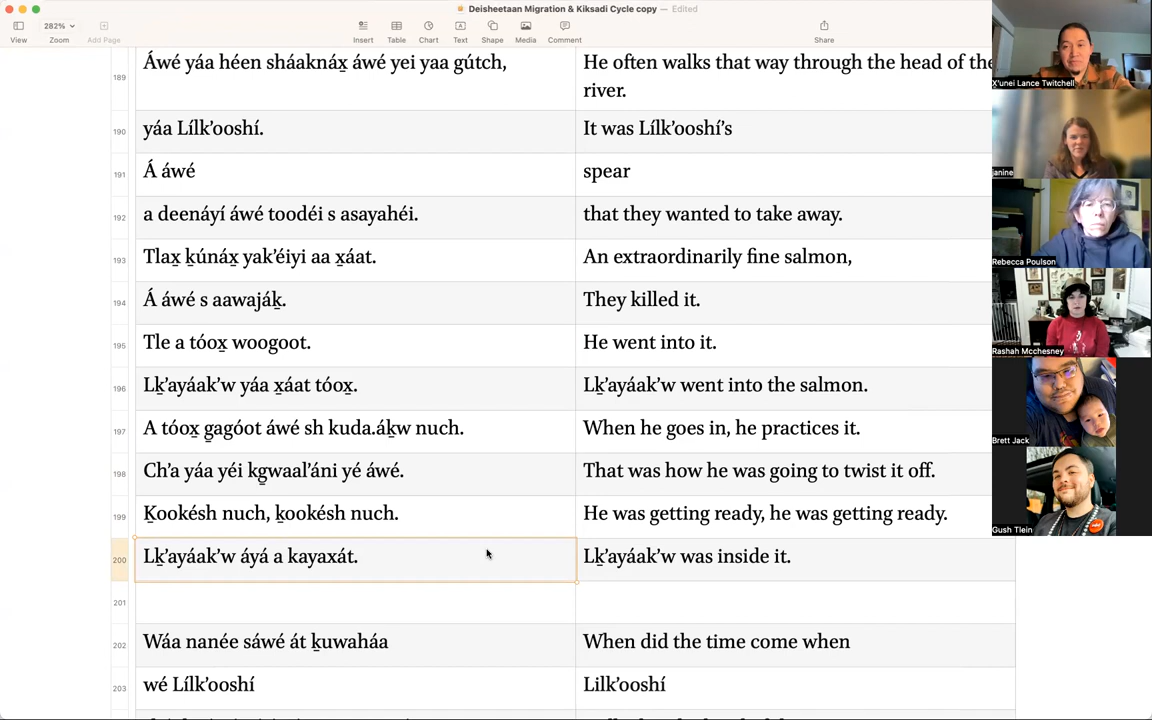 Deisheetaan Migration & Kiksadi Cycle copy — Edited
282%
View
Zoom
Add Page
Insert
Table
Chart
Text
Shape
Media
Comment
Share
189
Áwé yáa héen sháaknáx̱ áwé yei yaa gútch,
He often walks that way through the head of the
river.
190
yáa Lílk’ooshí.
It was Lílk’ooshí’s
191
Á áwé
spear
192
a deenáyí áwé toodéi s asayahéi.
that they wanted to take away.
193
Tlax̱ ḵúnáx̱ yak’éiyi aa x̱áat.
An extraordinarily fine salmon,
194
Á áwé s aawajáḵ.
They killed it.
195
Tle a tóox̱ woogoot.
He went into it.
196
Lḵ’ayáak’w yáa x̱áat tóox̱.
Lḵ’ayáak’w went into the salmon.
197
A tóox̱ g̱agóot áwé sh kuda.áḵw nuch.
When he goes in, he practices it.
198
Ch’a yáa yéi kg̱waal’áni yé áwé.
That was how he was going to twist it off.
199
Ḵookésh nuch, ḵookésh nuch.
He was getting ready, he was getting ready.
200
Lḵ’ayáak’w áyá a kayaxát.
Lḵ’ayáak’w was inside it.
201
202
Wáa nanée sáwé át ḵuwaháa
When did the time come when
203
wé Lílk’ooshí
Lilk’ooshí
X̱'unei Lance Twitchell
janine
Rebecca Poulson
Rashah Mcchesney
Brett Jack
Gush Tlein